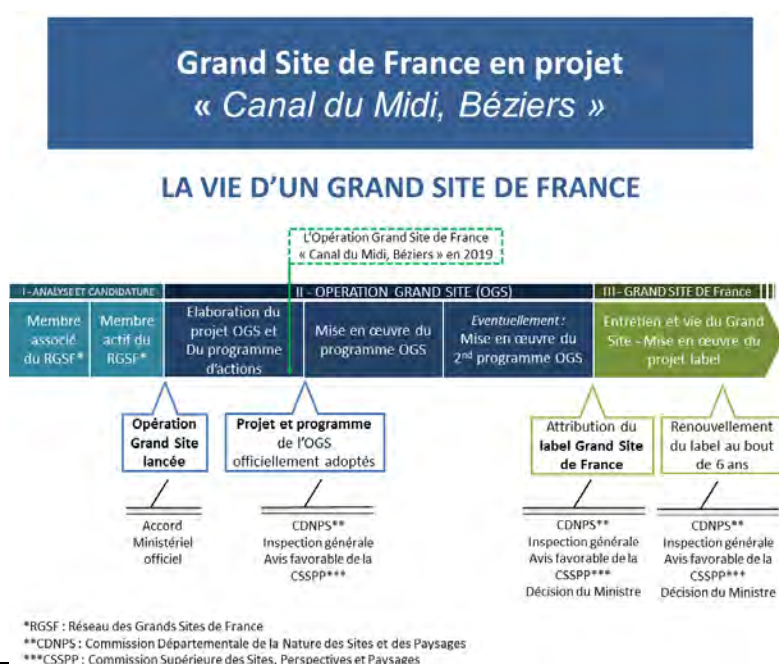 Grand Site de France en projet
« Canal du Midi, Béziers »
LA VIE D'UN GRAND SITE DE FRANCE
L'Opération Grand Site de France
« Canal du Midi, Béziers » en 2019
I - ANALYSE ET CANDIDATURE
II - OPERATION GRAND SITE (OGS)
III - GRAND SITE DE France
Membre
associé
du RGSF*
Membre
actif du
RGSF*
Elaboration du
projet OGS et
Du programme
d'actions
Mise en œuvre du
programme OGS
Eventuellement :
Mise en œuvre du
2nd programme OGS
Entretien et vie du Grand
Site - Mise en œuvre du
projet label
Opération
Grand Site
lancée
Projet et programme
de l'OGS
officiellement adoptés
Attribution du
label Grand Site
de France
Renouvellement
du label au bout
de 6 ans
Accord
Ministériel
officiel
CDNPS**
Inspection générale
Avis favorable de la
CSSPP***
CDNPS**
Inspection générale
Avis favorable de la
CSSPP***
Décision du Ministre
CDNPS**
Inspection générale
Avis favorable de la
CSSPP***
Décision du Ministre
*RGSF : Réseau des Grands Sites de France
**CDNPS : Commission Départementale de la Nature des Sites et des Paysages
***CSSPP : Commission Supérieure des Sites, Perspectives et Paysages